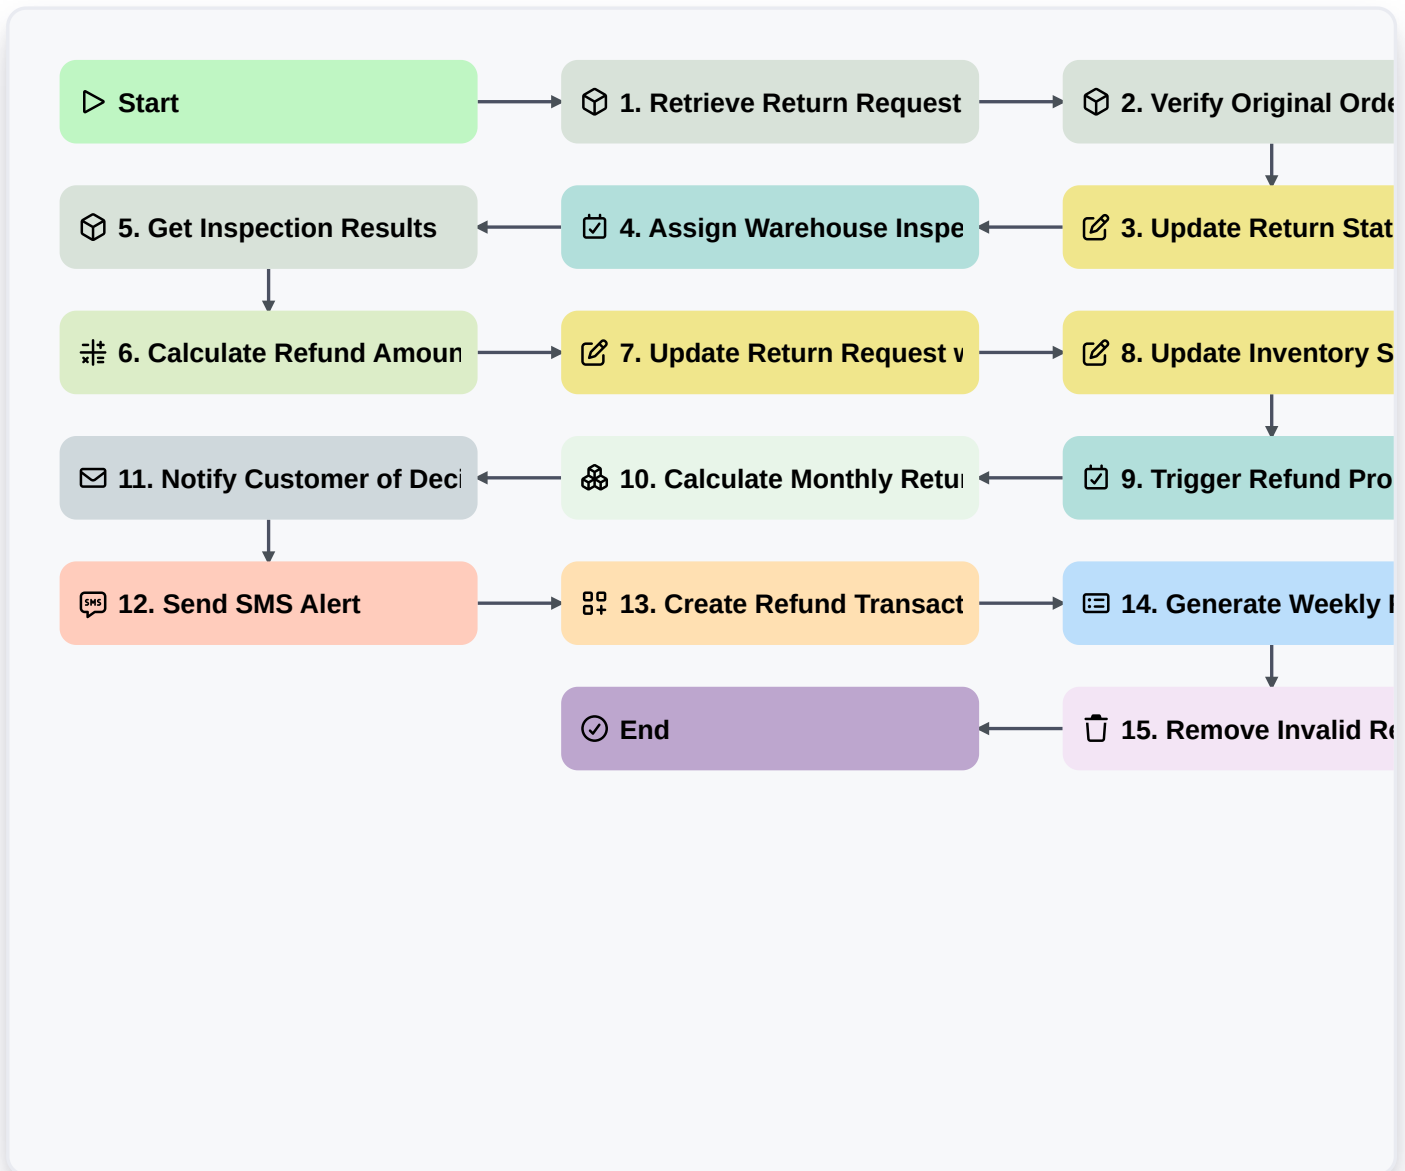 Start
1. Retrieve Return Request
2. Verify Original Orde
5. Get Inspection Results
4. Assign Warehouse Inspe
3. Update Return Stat
6. Calculate Refund Amoun
7. Update Return Request
8. Update Inventory S
11. Notify Customer of Deci
10. Calculate Monthly Retur
9. Trigger Refund Pro
12. Send SMS Alert
13. Create Refund Transact
14. Generate Weekly
End
15. Remove Invalid Re